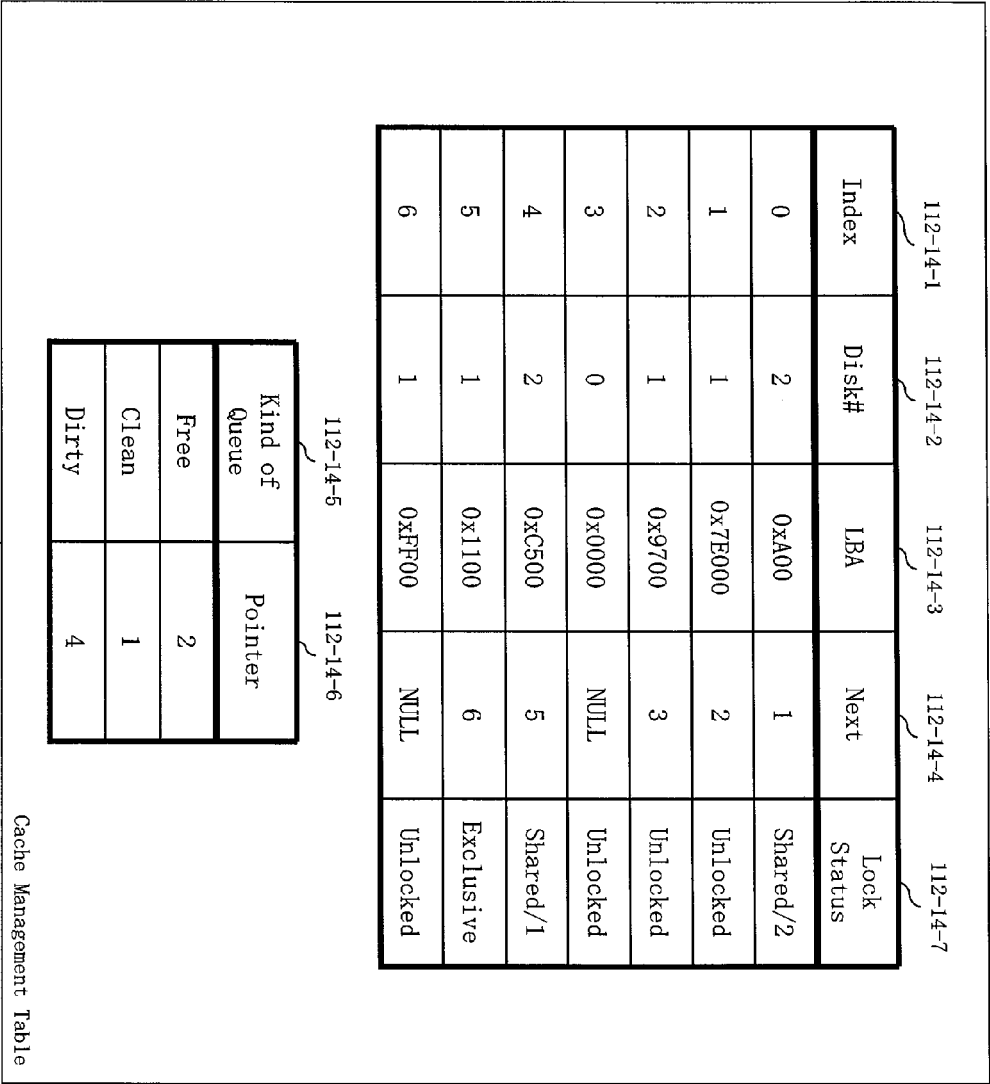 112-14-1 112-14-2 112-14-3 112-14-4 112-14-7
Index Disk# LBA Next Lock Status
0 2 0xA00 1 Shared/2
1 1 0x7E000 2 Unlocked
2 1 0x9700 3 Unlocked
3 0 0x0000 NULL Unlocked
4 2 0xC500 5 Shared/1
5 1 0x1100 6 Exclusive
6 1 0xFF00 NULL Unlocked
112-14-5 112-14-6
Kind of Queue Pointer
Free 2
Clean 1
Dirty 4
Cache Management Table